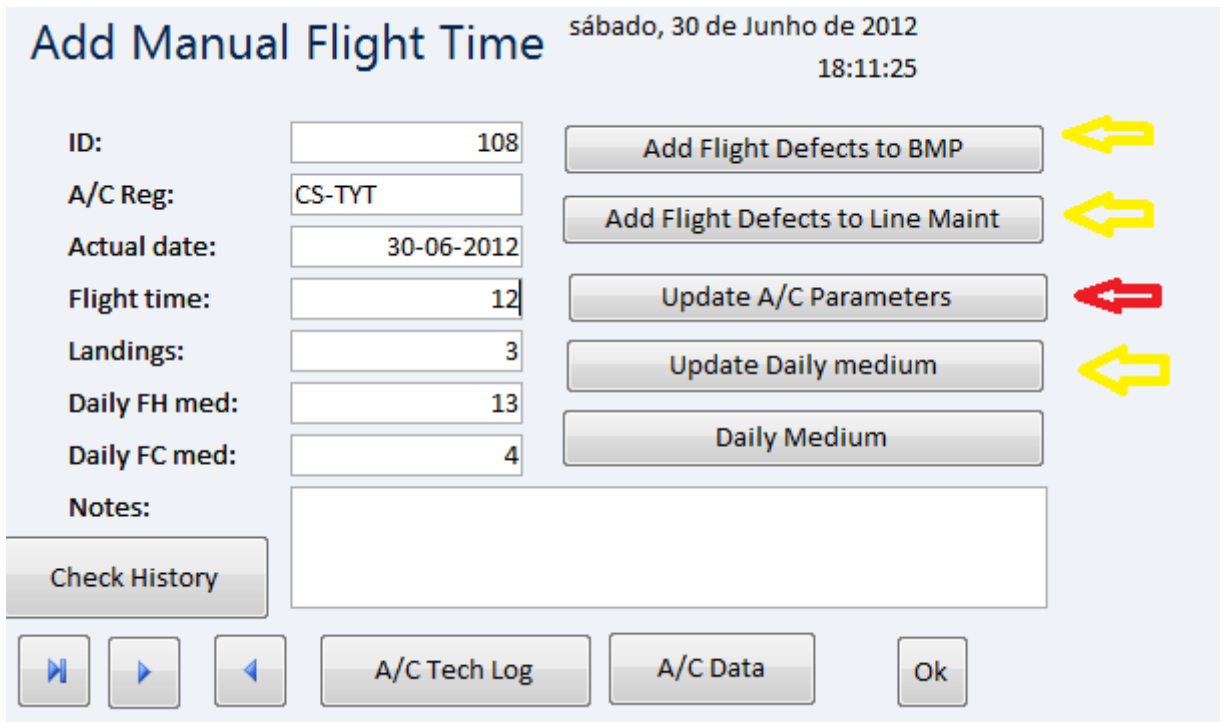 Add Manual Flight Time
sábado, 30 de Junho de 2012
18:11:25
ID: 108
Add Flight Defects to BMP
A/C Reg: CS-TYT
Add Flight Defects to Line Maint
Actual date: 30-06-2012
Flight time: 12
Update A/C Parameters
Landings: 3
Update Daily medium
Daily FH med: 13
Daily Medium
Daily FC med: 4
Notes:
Check History
A/C Tech Log
A/C Data
Ok